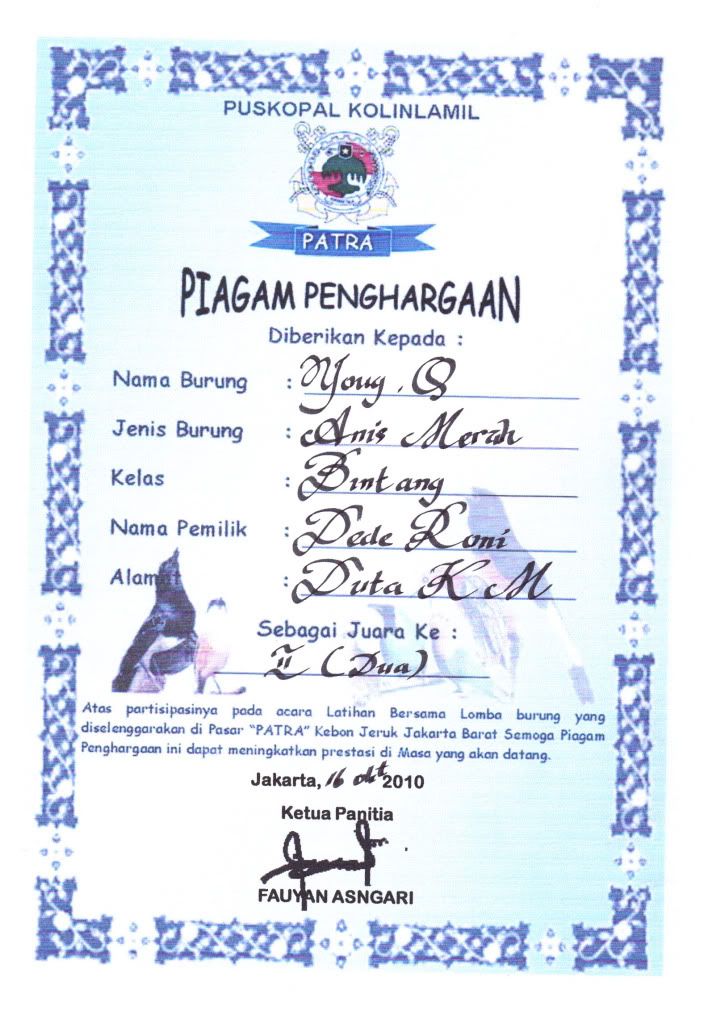 PUSKOPAL KOLINLAMIL
PATRA
PIAGAM PENGHARGAAN
Diberikan Kepada :
Nama Burung : Young . Q
Jenis Burung : Anis Merah
Kelas : Bintang
Nama Pemilik : Dede Romi
Alamat : Duta KM
Sebagai Juara Ke :
II (Dua)
Atas partisipasinya pada acara Latihan Bersama Lomba burung yang
diselenggarakan di Pasar "PATRA" Kebon Jeruk Jakarta Barat Semoga Piagam
Penghargaan ini dapat meningkatkan prestasi di Masa yang akan datang.
Jakarta, 16 okt 2010
Ketua Panitia
FAUYAN ASNGARI